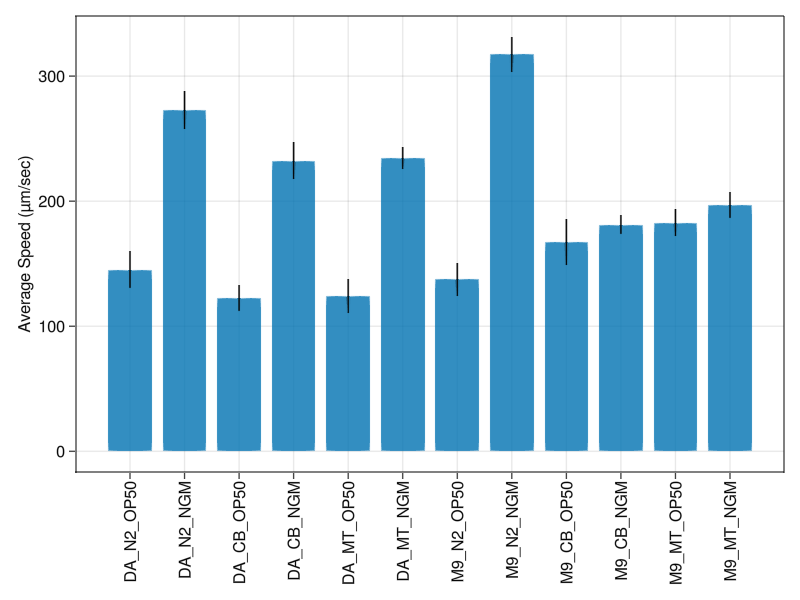 Average Speed (µm/sec)
300
200
100
0
DA_N2_OP50
DA_N2_NGM
DA_CB_OP50
DA_CB_NGM
DA_MT_OP50
DA_MT_NGM
M9_N2_OP50
M9_N2_NGM
M9_CB_OP50
M9_CB_NGM
M9_MT_OP50
M9_MT_NGM